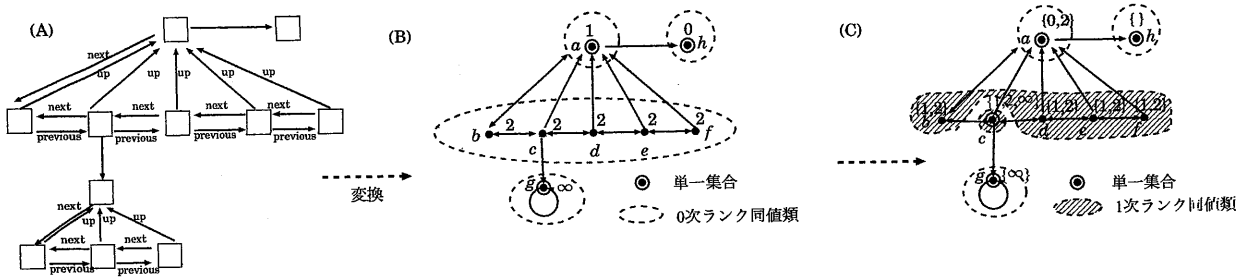 (A)
next
up
up
up
up
up
next
next
next
next
previous
previous
previous
previous
next
up
up
up
next
next
previous
previous
変換
(B)
1
a
0
h
2
2
2
2
2
b
c
d
e
f
g
∞
単一集合
0次ランク同値類
(C)
{0,2}
a
{ }
h
{1,2}
{1,2}
{1,2}
{1,2}
c
d
e
f
g
{∞}
単一集合
1次ランク同値類